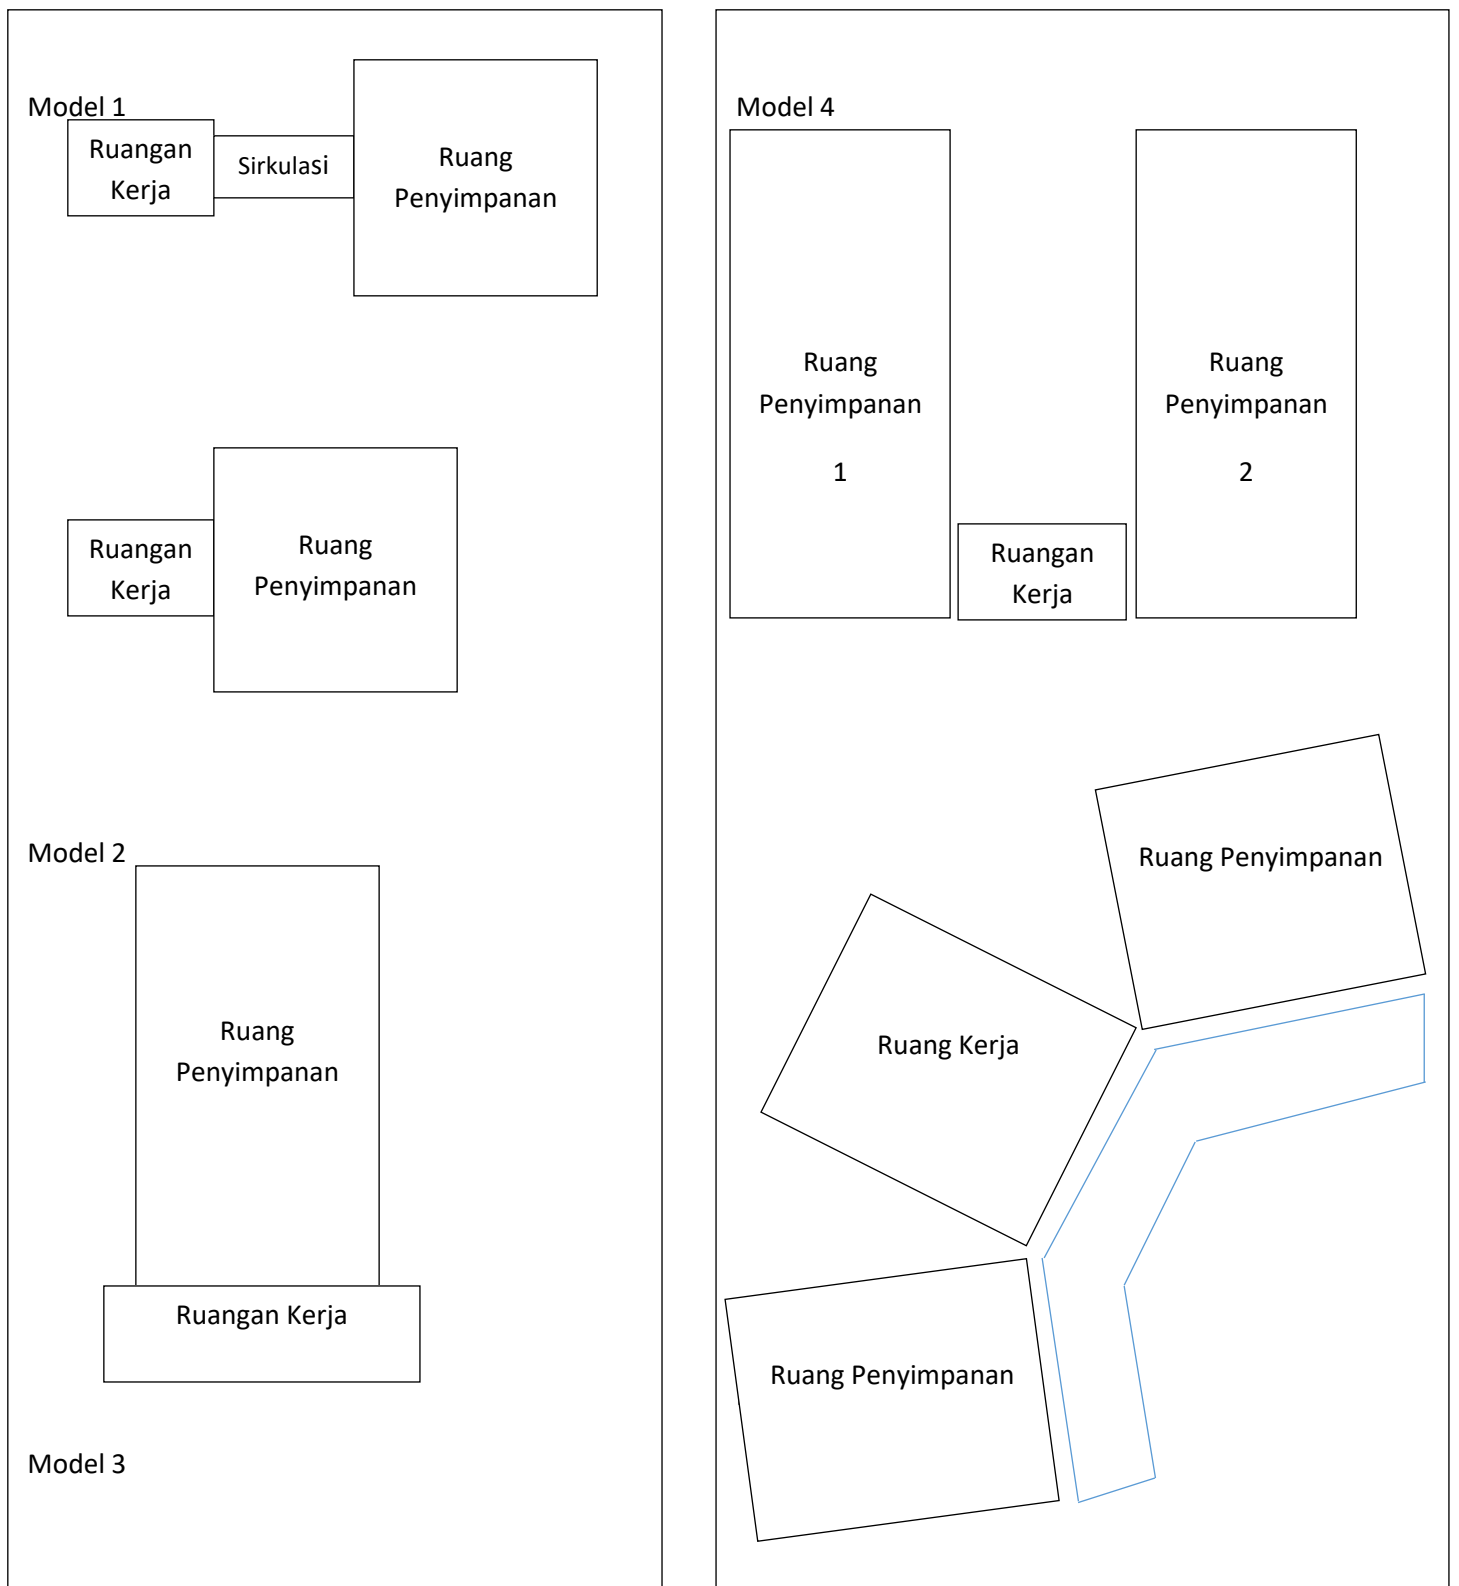 Model 1
Ruangan
Kerja
Sirkulasi
Ruang
Penyimpanan
Ruangan
Kerja
Ruang
Penyimpanan
Model 2
Ruang
Penyimpanan
Ruangan Kerja
Model 3
Model 4
Ruang
Penyimpanan
1
Ruangan
Kerja
Ruang
Penyimpanan
2
Ruang Penyimpanan
Ruang Kerja
Ruang Penyimpanan